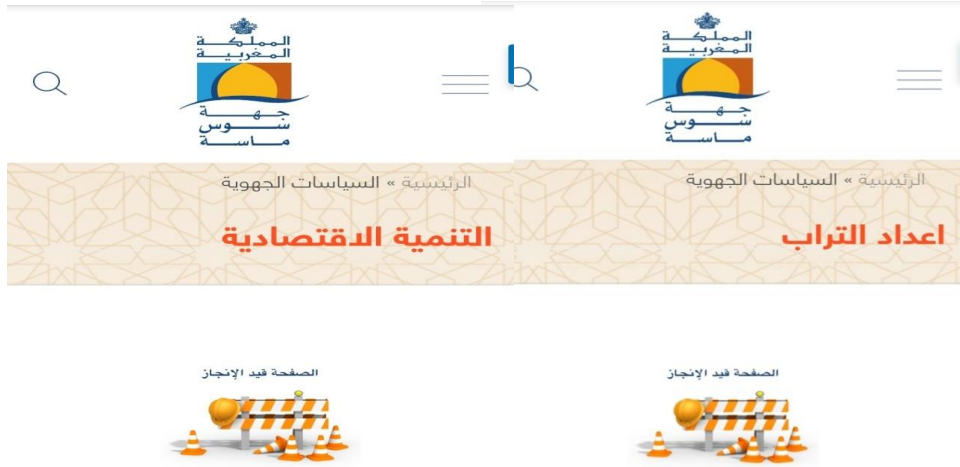 المملكة
المغربية
جهة
سوس
ماسة
الرئيسية » السياسات الجهوية
اعداد التراب
الصفحة قيد الإنجاز
المملكة
المغربية
جهة
سوس
ماسة
الرئيسية » السياسات الجهوية
التنمية الاقتصادية
الصفحة قيد الإنجاز